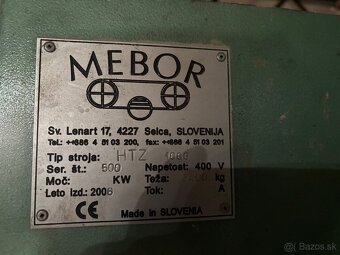 MEBOR
Sv. Lenart 17, 4227 Selca, SLOVENIJA
Tel.: ++386 4 51 03 200, fax: ++386 4 51 03 201
Tip stroja: HTZ 1000
Ser. št.: 500 Napetost: 400 V
Moč: KW Teža: kg
Leto izd.: 2006 Tok: A
CE Made in SLOVENIA
Bazos.sk